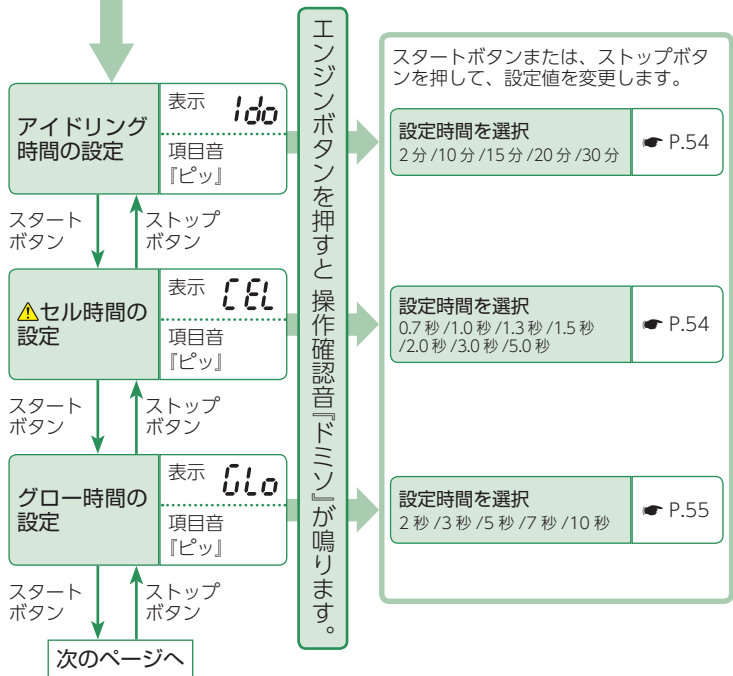 アイドリング
時間の設定
表示 Ido
項目音
『ピッ』
スタート
ボタン
ストップ
ボタン
⚠セル時間の
設定
表示 CEL
項目音
『ピッ』
スタート
ボタン
ストップ
ボタン
グロー時間の
設定
表示 GLo
項目音
『ピッ』
スタート
ボタン
ストップ
ボタン
次のページへ
エンジンボタンを押すと 操作確認音『ドミソ』が鳴ります。
スタートボタンまたは、ストップボタ
ンを押して、設定値を変更します。
設定時間を選択
2分/10分/15分/20分/30分
☛ P.54
設定時間を選択
0.7秒/1.0秒/1.3秒/1.5秒
/2.0秒/3.0秒/5.0秒
☛ P.54
設定時間を選択
2秒/3秒/5秒/7秒/10秒
☛ P.55